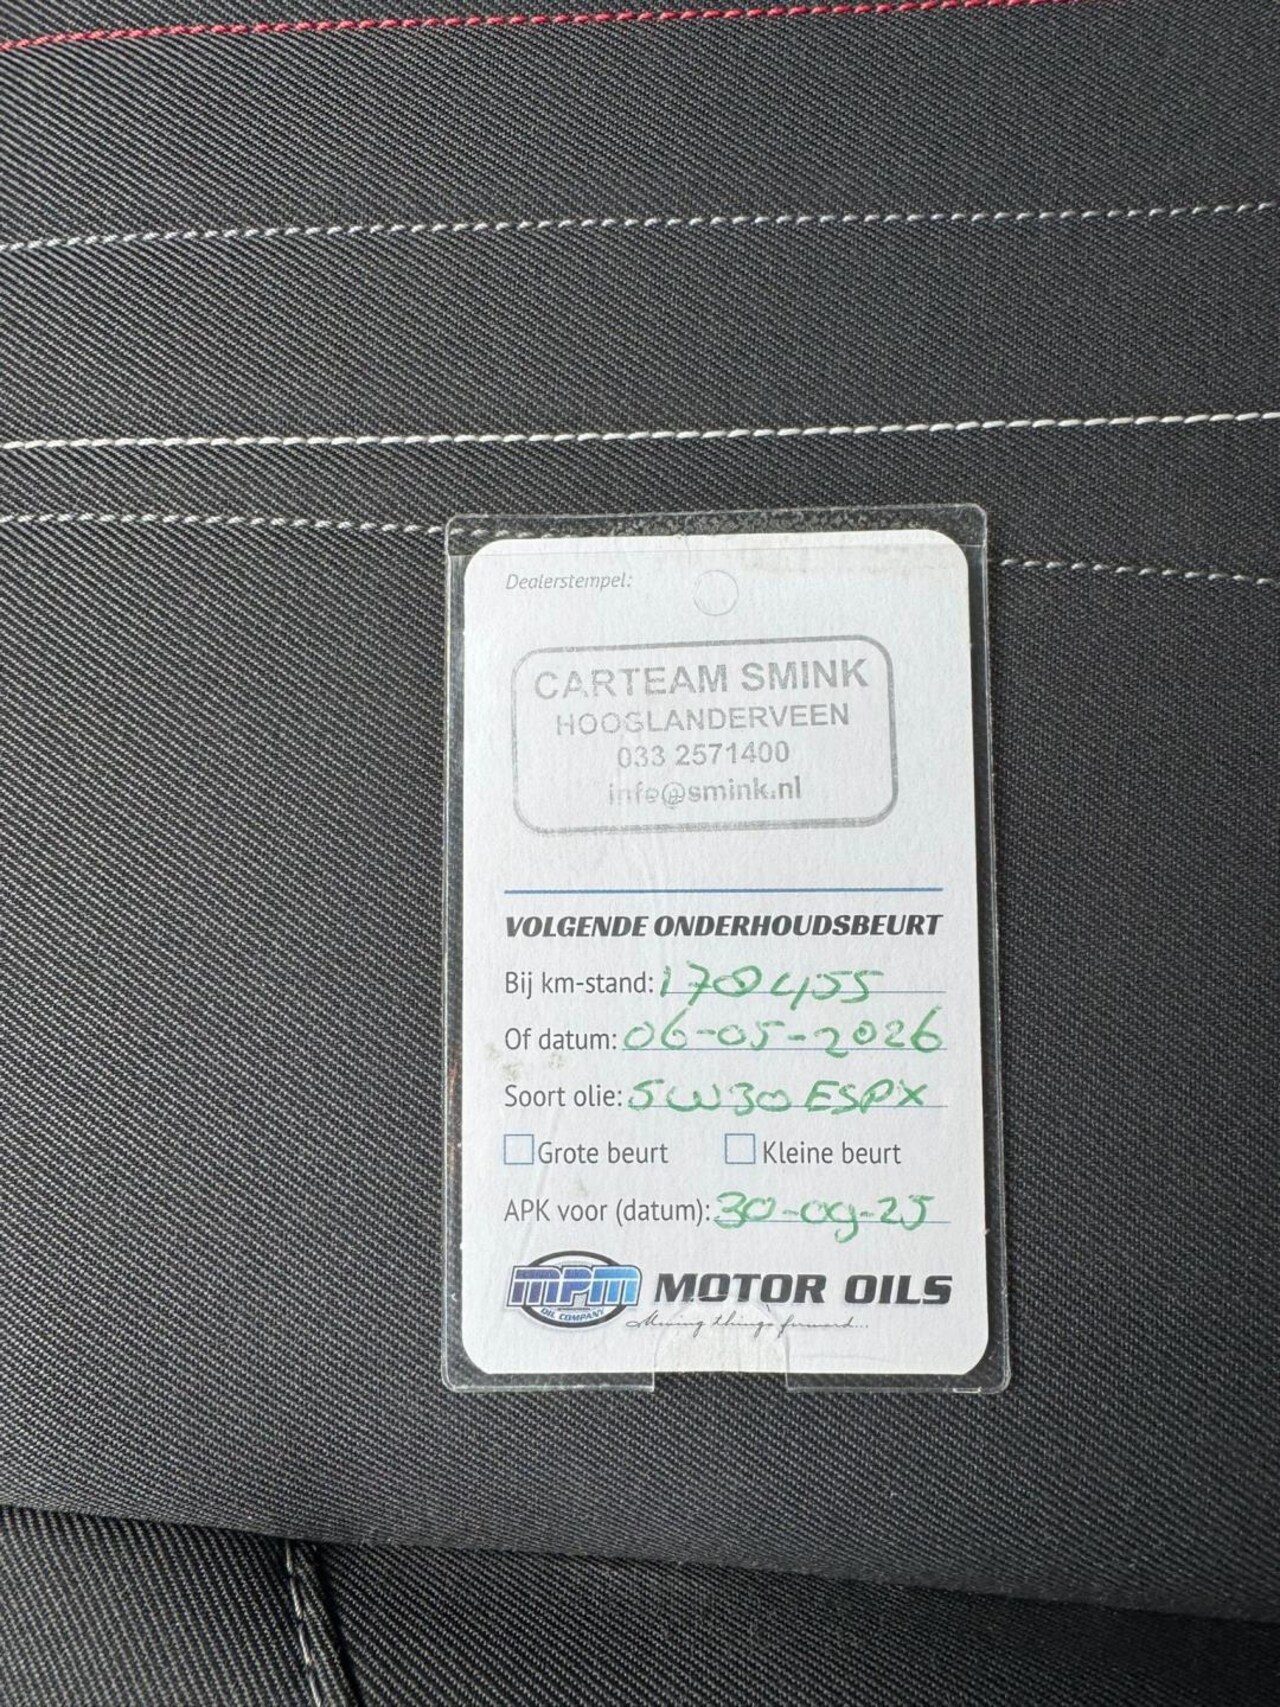 Dealerstempel:
CARTEAM SMINK
HOOGLANDERVEEN
033 2571400
info@smink.nl
VOLGENDE ONDERHOUDSBEURT
Bij km-stand: 178455
Of datum: 06-05-2026
Soort olie: 5W30 ESPX
Grote beurt Kleine beurt
APK voor (datum): 30-09-25
MPM MOTOR OILS
OIL COMPANY
Moving things forward...